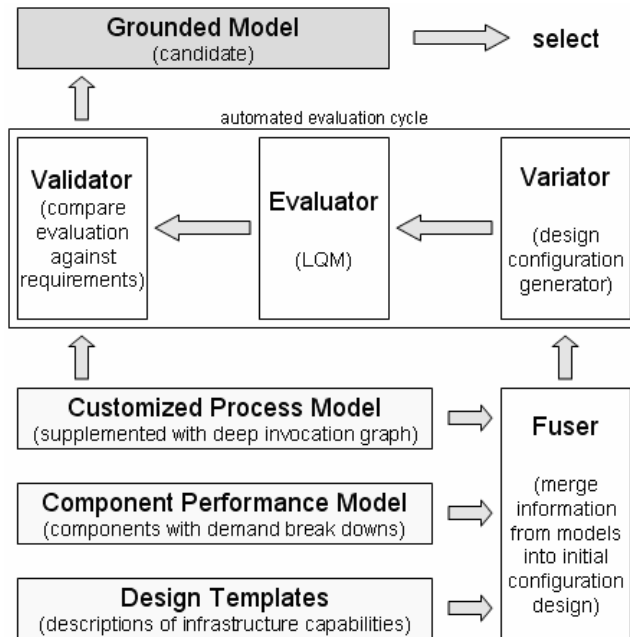 Grounded Model
(candidate)
select
automated evaluation cycle
Validator
(compare
evaluation
against
requirements)
Evaluator
(LQM)
Variator
(design
configuration
generator)
Customized Process Model
(supplemented with deep invocation graph)
Component Performance Model
(components with demand break downs)
Design Templates
(descriptions of infrastructure capabilities)
Fuser
(merge
information
from models
into initial
configuration
design)